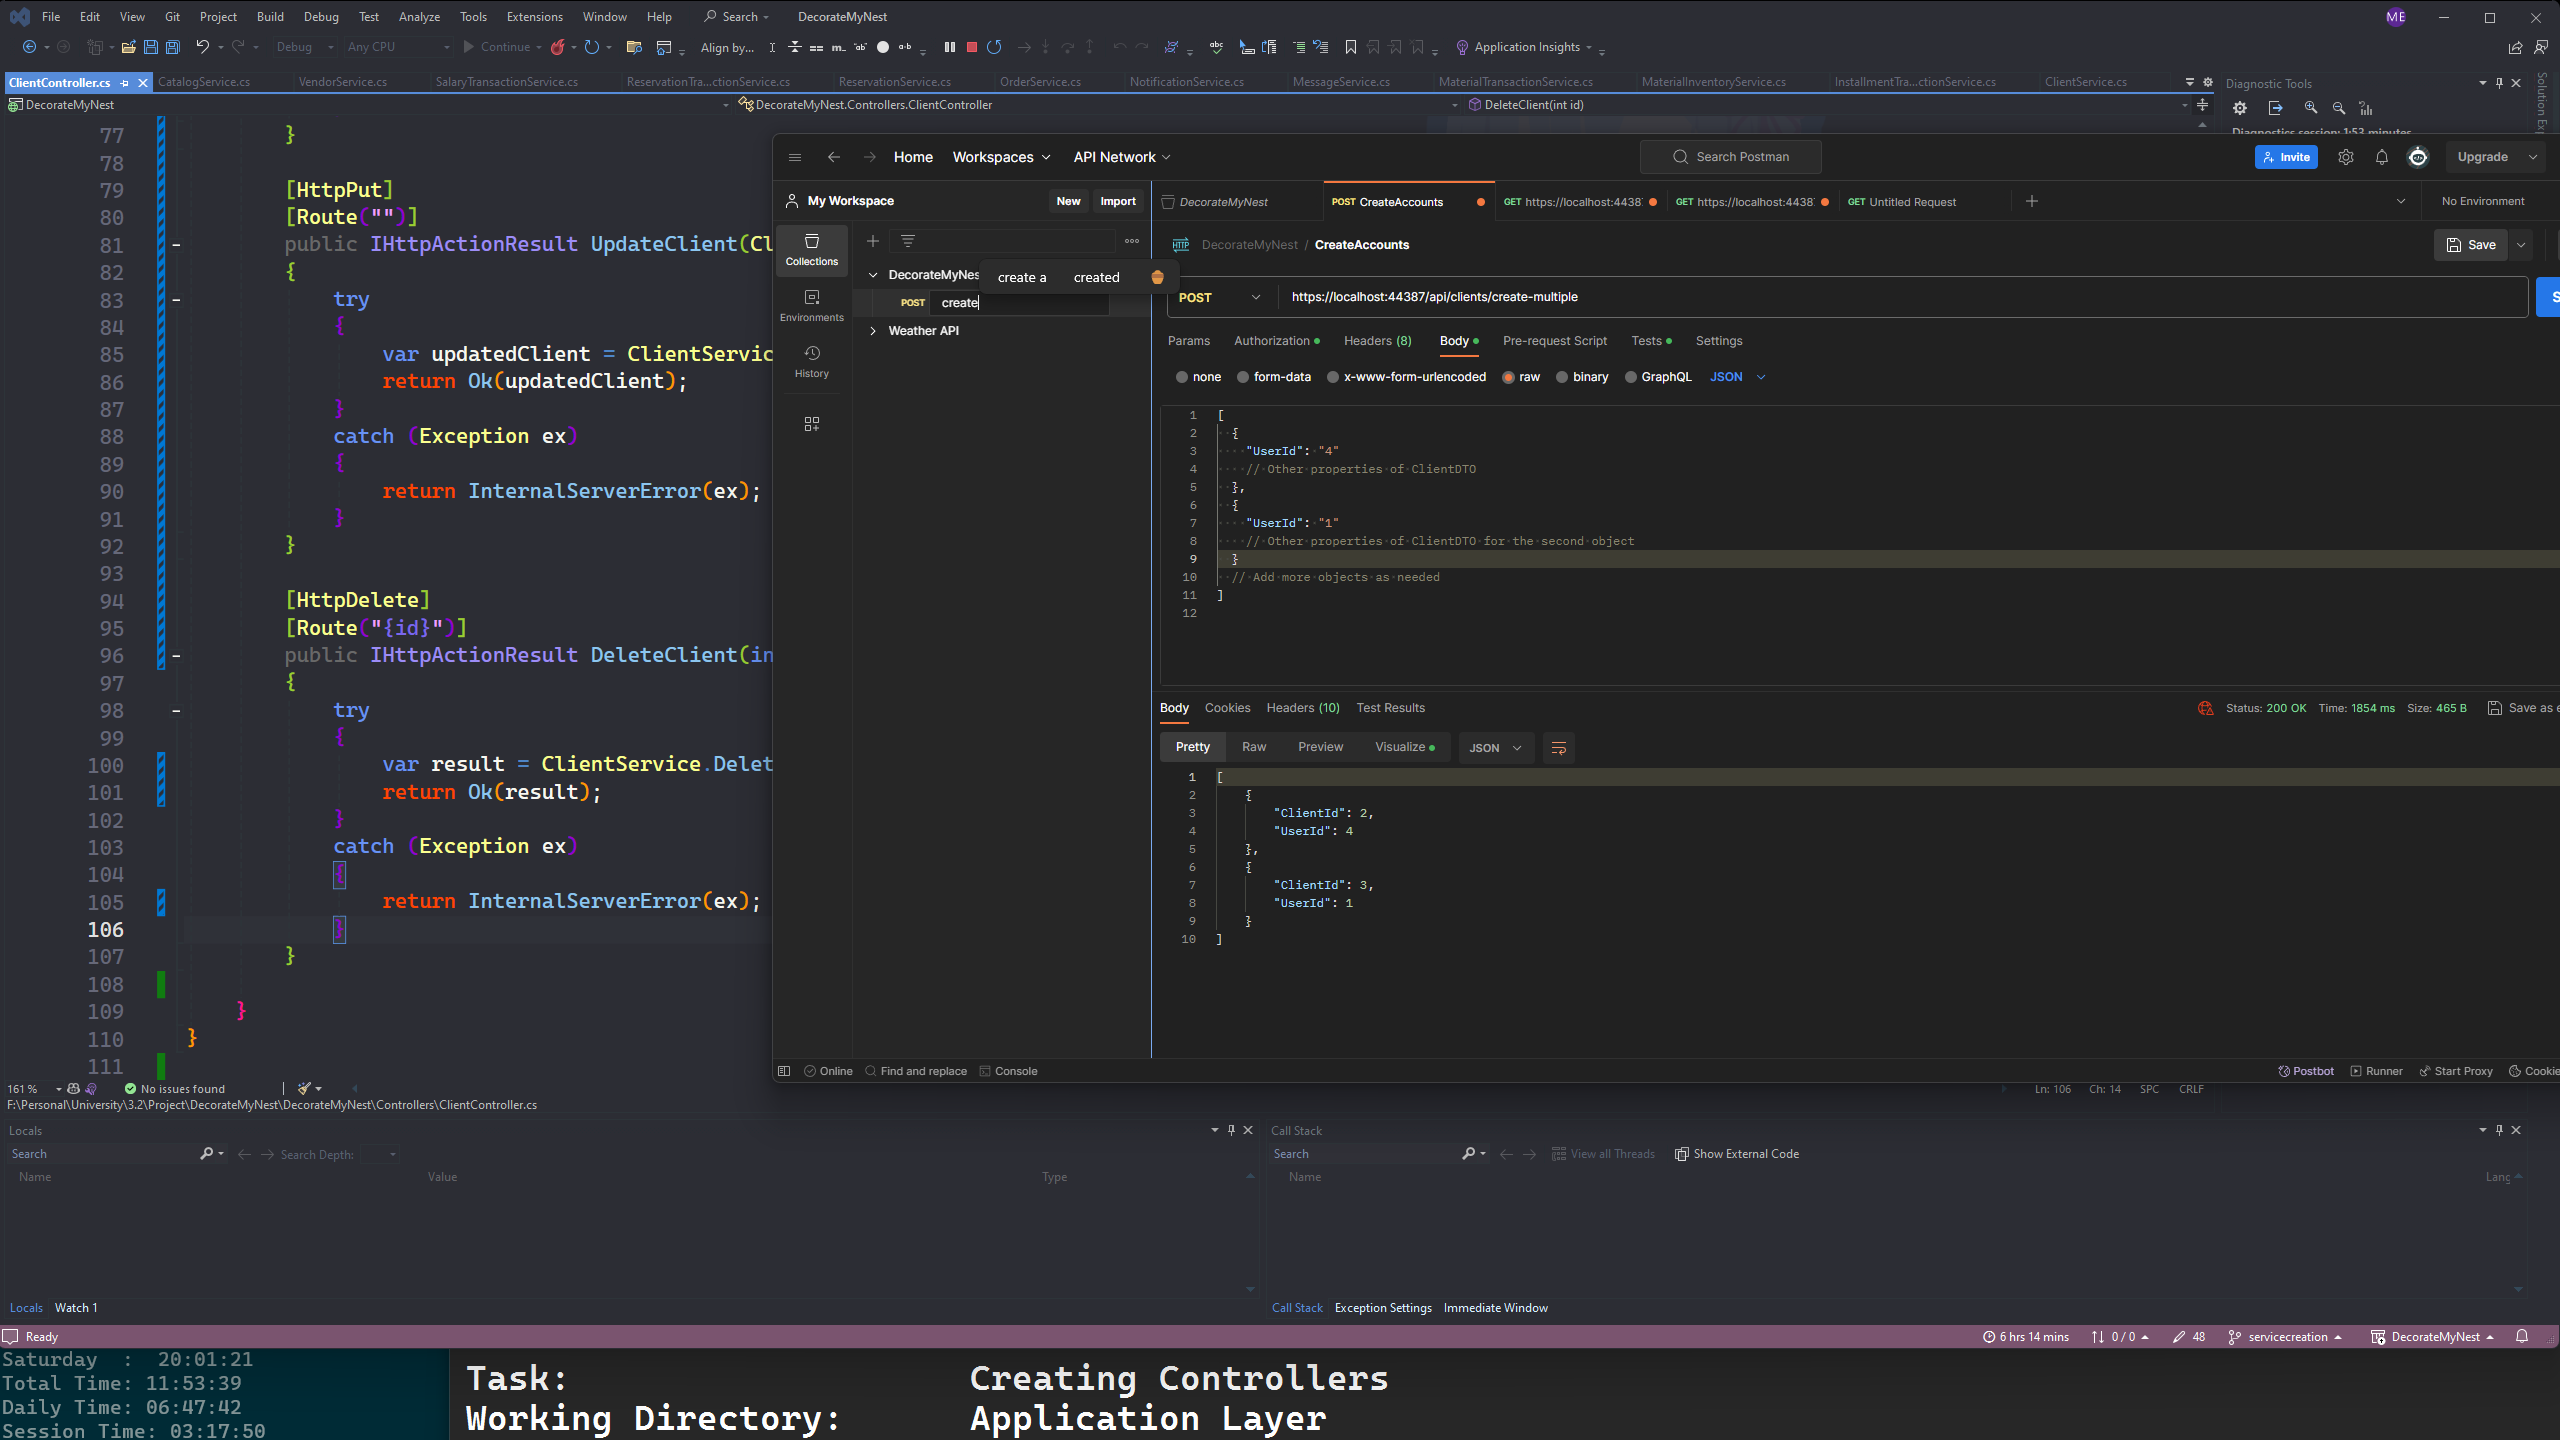 File Edit View Git Project Build Debug Test Analyze Tools Extensions Window Help Search DecorateMyNest ME
Debug Any CPU Continue Align by... Application Insights
ClientController.cs CatalogService.cs VendorService.cs SalaryTransactionService.cs ReservationTra...ctionService.cs ReservationService.cs OrderService.cs NotificationService.cs MessageService.cs MaterialTransactionService.cs MaterialInventoryService.cs InstallmentTra...ctionService.cs ClientService.cs Diagnostic Tools
DecorateMyNest DecorateMyNest.Controllers.ClientController DeleteClient(int id)
Diagnostics session: 1:53 minutes
77 }
78
79 [HttpPut]
80 [Route("")]
81 public IHttpActionResult UpdateClient(Cl
82 {
83 try
84 {
85 var updatedClient = ClientServic
86 return Ok(updatedClient);
87 }
88 catch (Exception ex)
89 {
90 return InternalServerError(ex);
91 }
92 }
93
94 [HttpDelete]
95 [Route("{id}")]
96 public IHttpActionResult DeleteClient(in
97 {
98 try
99 {
100 var result = ClientService.Delet
101 return Ok(result);
102 }
103 catch (Exception ex)
104 {
105 return InternalServerError(ex);
106 }
107 }
108
109 }
110 }
111
161 % No issues found Ln: 106 Ch: 14 SPC CRLF
F:\Personal\University\3.2\Project\DecorateMyNest\DecorateMyNest\Controllers\ClientController.cs
Home Workspaces API Network Search Postman Invite Upgrade
My Workspace New Import DecorateMyNest POST CreateAccounts GET https://localhost:4438 GET https://localhost:4438 GET Untitled Request No Environment
Collections
Environments
History
DecorateMyNes
create a created
POST create
Weather API
HTTP DecorateMyNest / CreateAccounts Save
POST https://localhost:44387/api/clients/create-multiple S
Params Authorization Headers (8) Body Pre-request Script Tests Settings
none form-data x-www-form-urlencoded raw binary GraphQL JSON
1 [
2 {
3 "UserId": "4"
4 // Other properties of ClientDTO
5 },
6 {
7 "UserId": "1"
8 // Other properties of ClientDTO for the second object
9 }
10 // Add more objects as needed
11 ]
12
Body Cookies Headers (10) Test Results Status: 200 OK Time: 1854 ms Size: 465 B Save as e
Pretty Raw Preview Visualize JSON
1 [
2 {
3 "ClientId": 2,
4 "UserId": 4
5 },
6 {
7 "ClientId": 3,
8 "UserId": 1
9 }
10 ]
Online Find and replace Console Postbot Runner Start Proxy Cookie
Solution Exp
Locals
Search Search Depth:
Name Value Type
Locals Watch 1
Call Stack
Search View all Threads Show External Code
Name Lang
Call Stack Exception Settings Immediate Window
Ready 6 hrs 14 mins 0 / 0 48 servicecreation DecorateMyNest
Saturday : 20:01:21
Total Time: 11:53:39
Daily Time: 06:47:42
Session Time: 03:17:50
Task: Creating Controllers
Working Directory: Application Layer